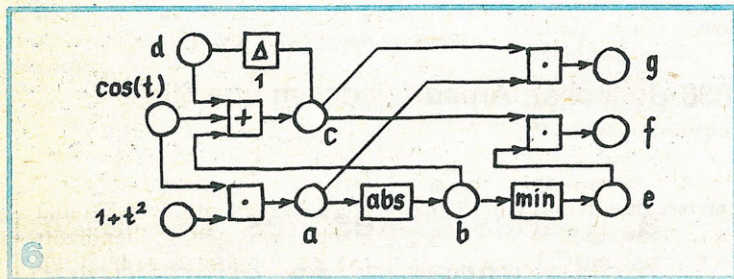 d Δ · g
1
cos(t) + c · f
1+t² · a abs b min e
6